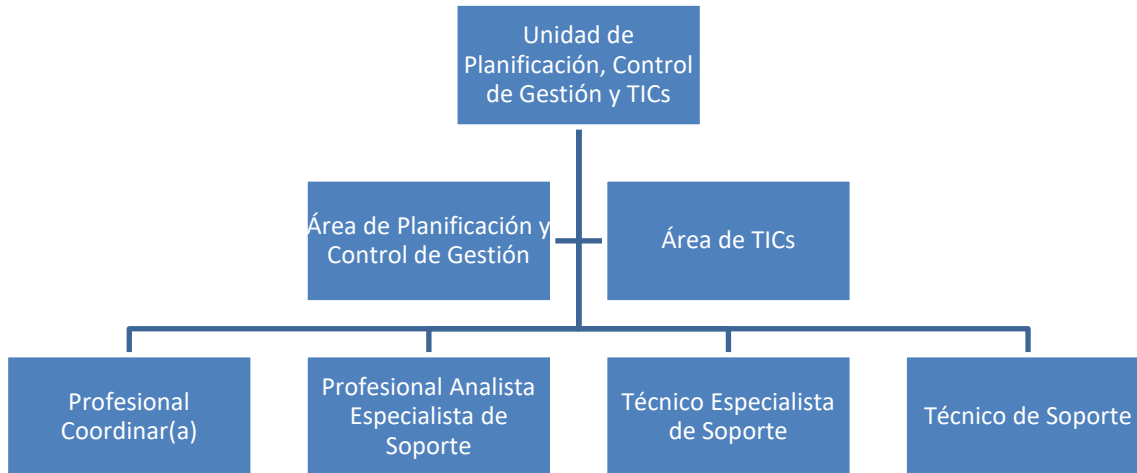 Unidad de
Planificación, Control
de Gestión y TICs
Área de Planificación y
Control de Gestión
Área de TICs
Profesional
Coordinar(a)
Profesional Analista
Especialista de
Soporte
Técnico Especialista
de Soporte
Técnico de Soporte